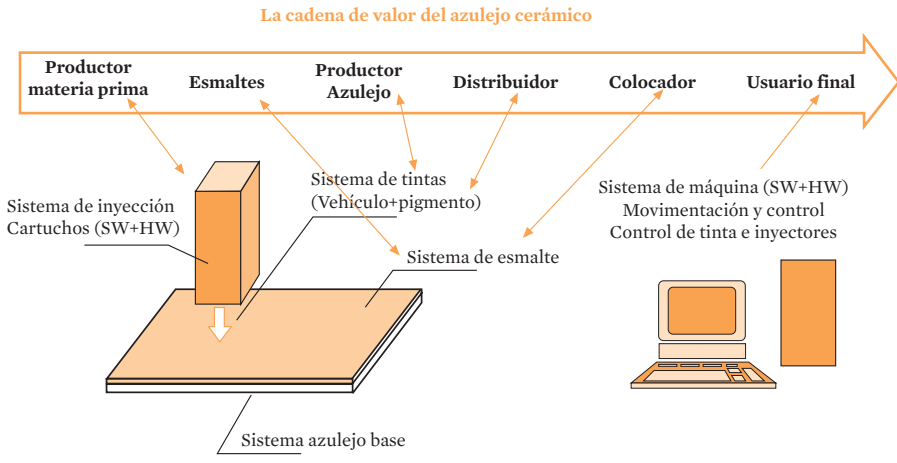 La cadena de valor del azulejo cerámico
Productor
materia prima
Esmaltes
Productor
Azulejo
Distribuidor
Colocador
Usuario final
Sistema de inyección
Cartuchos (SW+HW)
Sistema de tintas
(Vehículo+pigmento)
Sistema de esmalte
Sistema de máquina (SW+HW)
Movimentación y control
Control de tinta e inyectores
Sistema azulejo base